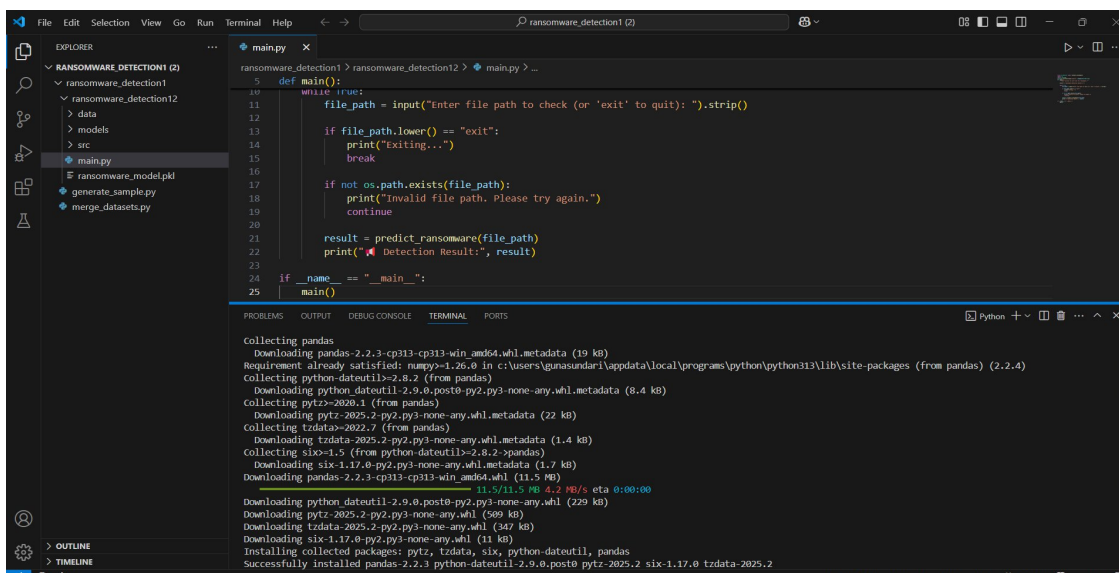 File Edit Selection View Go Run Terminal Help
ransomware_detection1 (2)
EXPLORER
main.py
RANSOMWARE_DETECTION1 (2)
ransomware_detection1
ransomware_detection12
data
models
src
main.py
ransomware_model.pkl
generate_sample.py
merge_datasets.py
OUTLINE
TIMELINE
ransomware_detection1 > ransomware_detection12 > main.py > ...
5 def main():
10 while True:
11 file_path = input("Enter file path to check (or 'exit' to quit): ").strip()
12
13 if file_path.lower() == "exit":
14 print("Exiting...")
15 break
16
17 if not os.path.exists(file_path):
18 print("Invalid file path. Please try again.")
19 continue
20
21 result = predict_ransomware(file_path)
22 print("📢 Detection Result:", result)
23
24 if __name__ == "__main__":
25 main()
PROBLEMS OUTPUT DEBUG CONSOLE TERMINAL PORTS
Python
Collecting pandas
Downloading pandas-2.2.3-cp313-cp313-win_amd64.whl.metadata (19 kB)
Requirement already satisfied: numpy>=1.26.0 in c:\users\gunasundari\appdata\local\programs\python\python313\lib\site-packages (from pandas) (2.2.4)
Collecting python-dateutil>=2.8.2 (from pandas)
Downloading python_dateutil-2.9.0.post0-py2.py3-none-any.whl.metadata (8.4 kB)
Collecting pytz>=2020.1 (from pandas)
Downloading pytz-2025.2-py2.py3-none-any.whl.metadata (22 kB)
Collecting tzdata>=2022.7 (from pandas)
Downloading tzdata-2025.2-py2.py3-none-any.whl.metadata (1.4 kB)
Collecting six>=1.5 (from python-dateutil>=2.8.2->pandas)
Downloading six-1.17.0-py2.py3-none-any.whl.metadata (1.7 kB)
Downloading pandas-2.2.3-cp313-cp313-win_amd64.whl (11.5 MB)
11.5/11.5 MB 4.2 MB/s eta 0:00:00
Downloading python_dateutil-2.9.0.post0-py2.py3-none-any.whl (229 kB)
Downloading pytz-2025.2-py2.py3-none-any.whl (509 kB)
Downloading tzdata-2025.2-py2.py3-none-any.whl (347 kB)
Downloading six-1.17.0-py2.py3-none-any.whl (11 kB)
Installing collected packages: pytz, tzdata, six, python-dateutil, pandas
Successfully installed pandas-2.2.3 python-dateutil-2.9.0.post0 pytz-2025.2 six-1.17.0 tzdata-2025.2